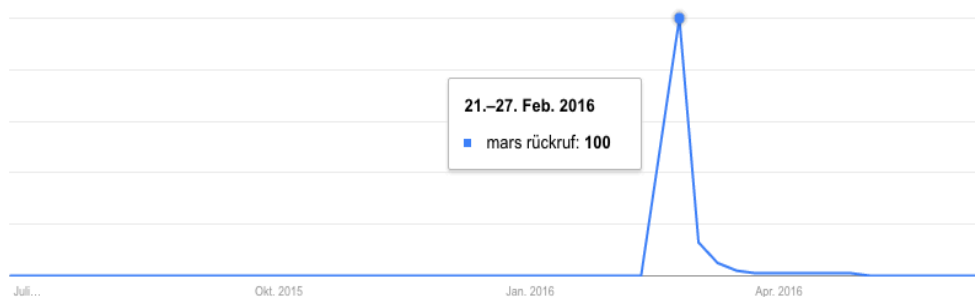 21.–27. Feb. 2016
mars rückruf: 100
Juli...
Okt. 2015
Jan. 2016
Apr. 2016